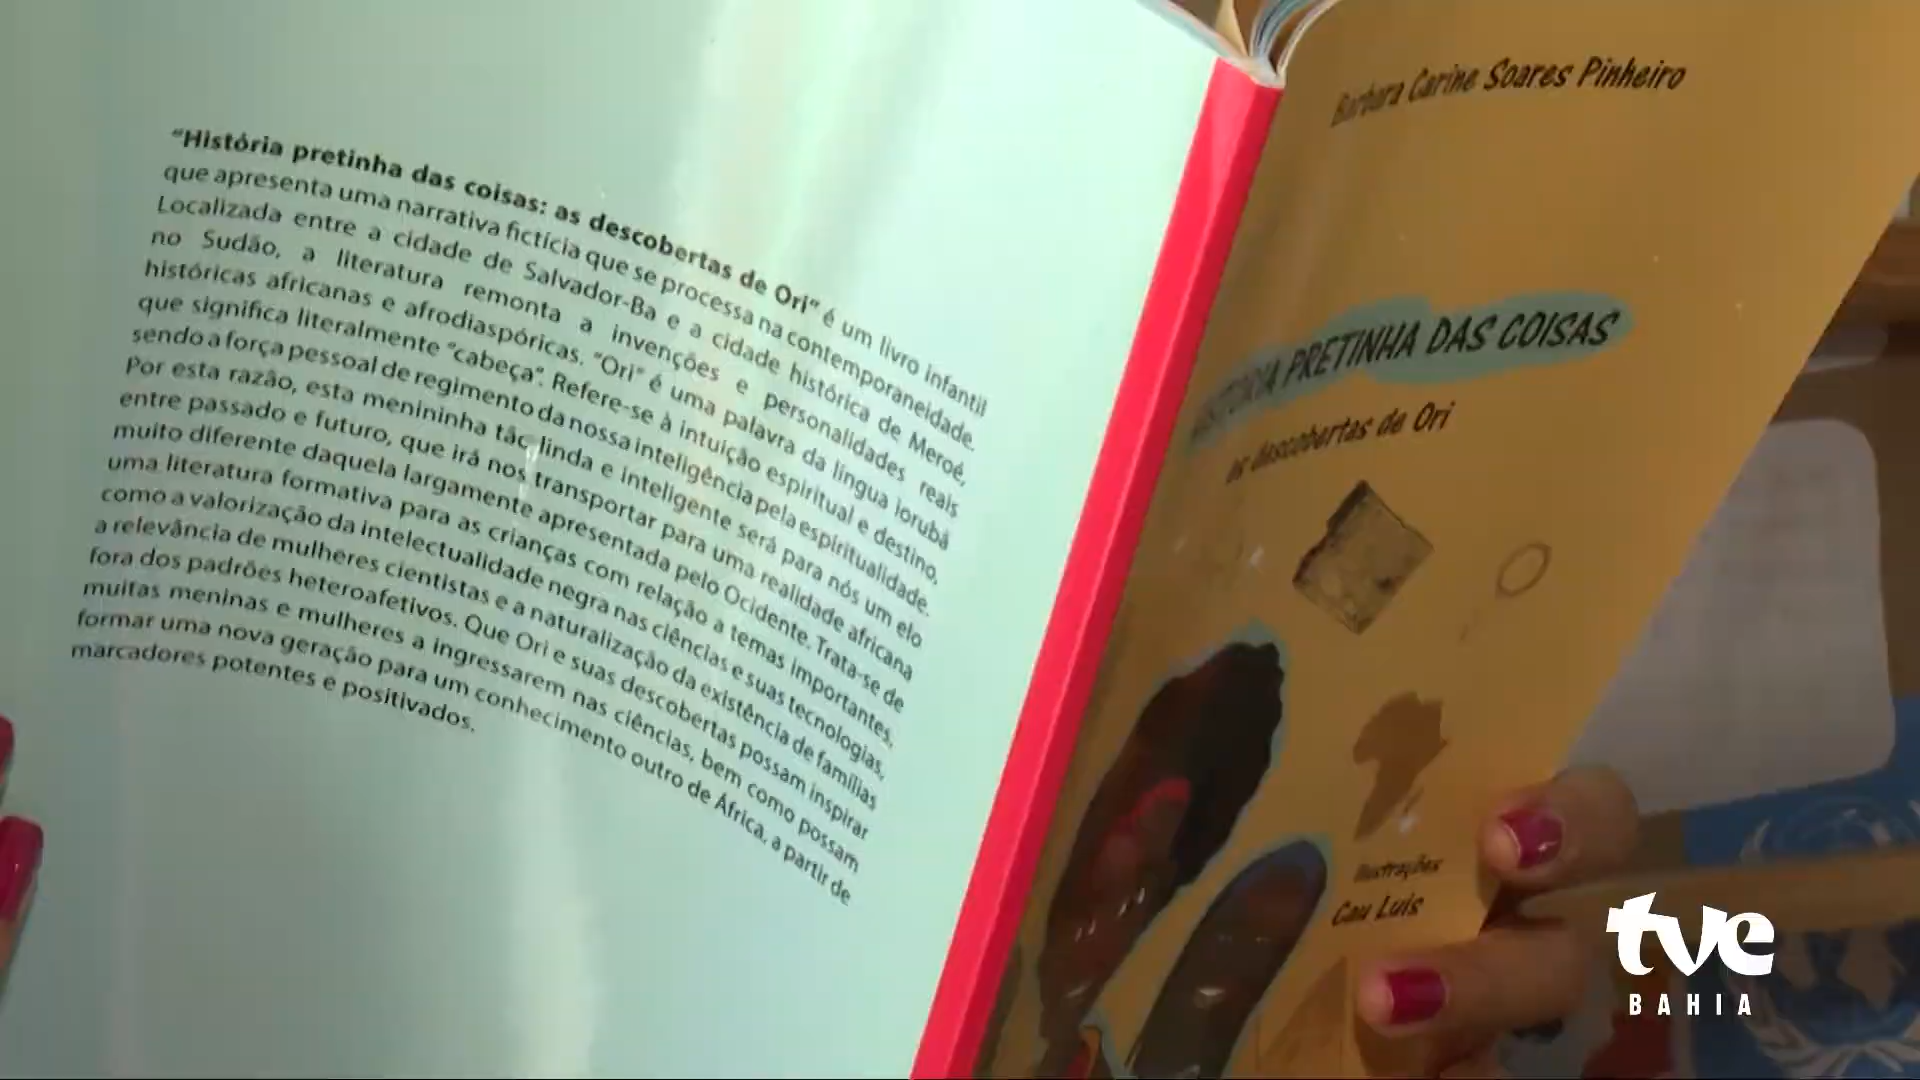 "História pretinha das coisas: as descobertas de Ori" é um livro infantil
que apresenta uma narrativa fictícia que se processa na contemporaneidade.
Localizada entre a cidade de Salvador-Ba e a cidade histórica de Meroé,
no Sudão, a literatura remonta a invenções e personalidades reais
históricas africanas e afrodiaspóricas. "Ori" é uma palavra da língua Iorubá
que significa literalmente "cabeça". Refere-se à intuição espiritual e destino,
sendo a força pessoal de regimento da nossa inteligência pela espiritualidade.
Por esta razão, esta menininha tão linda e inteligente será para nós um elo
entre passado e futuro, que irá nos transportar para uma realidade africana
muito diferente daquela largamente apresentada pelo Ocidente. Trata-se de
uma literatura formativa para as crianças com relação a temas importantes,
como a valorização da intelectualidade negra nas ciências e suas tecnologias,
a relevância de mulheres cientistas e a naturalização da existência de famílias
fora dos padrões heteroafetivos. Que Ori e suas descobertas possam inspirar
muitas meninas e mulheres a ingressarem nas ciências, bem como possam
formar uma nova geração para um conhecimento outro de África, a partir de
marcadores potentes e positivados.
Barbara Carine Soares Pinheiro
HISTÓRIA PRETINHA DAS COISAS
as descobertas de Ori
Ilustrações
Cau Luis
tve
BAHIA